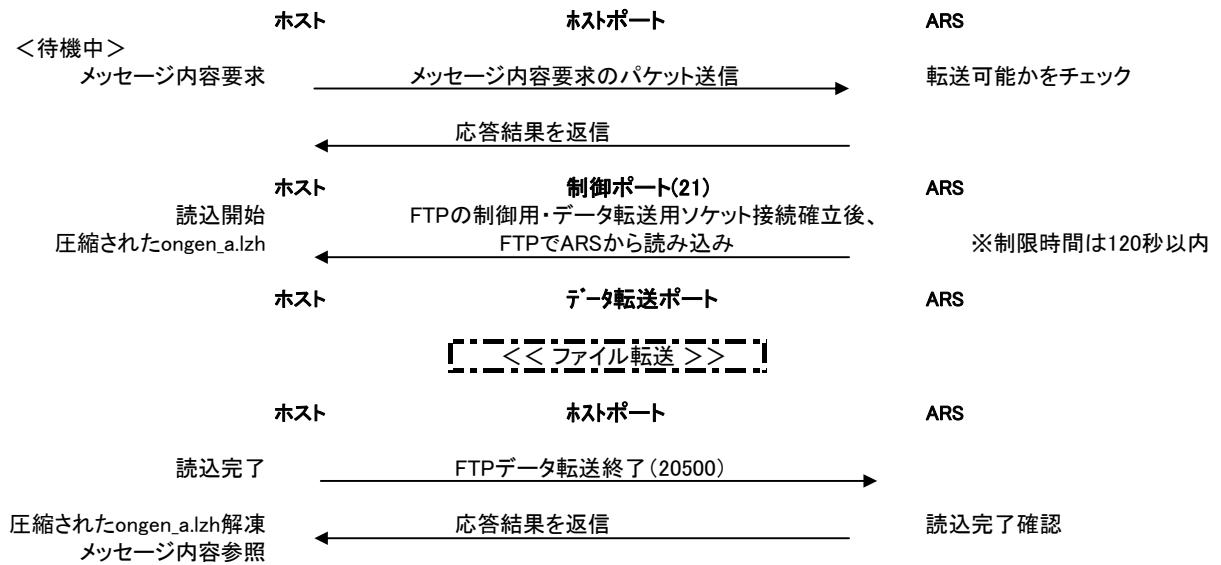 ホスト ホストポート ARS
＜待機中＞
メッセージ内容要求 メッセージ内容要求のパケット送信 転送可能かをチェック
応答結果を返信
ホスト 制御ポート(21) ARS
読込開始 FTPの制御用・データ転送用ソケット接続確立後、
圧縮されたongen_a.lzh FTPでARSから読み込み ※制限時間は120秒以内
ホスト データ転送ポート ARS
＜＜ ファイル転送 ＞＞
ホスト ホストポート ARS
読込完了 FTPデータ転送終了(20500)
圧縮されたongen_a.lzh解凍 応答結果を返信 読込完了確認
メッセージ内容参照